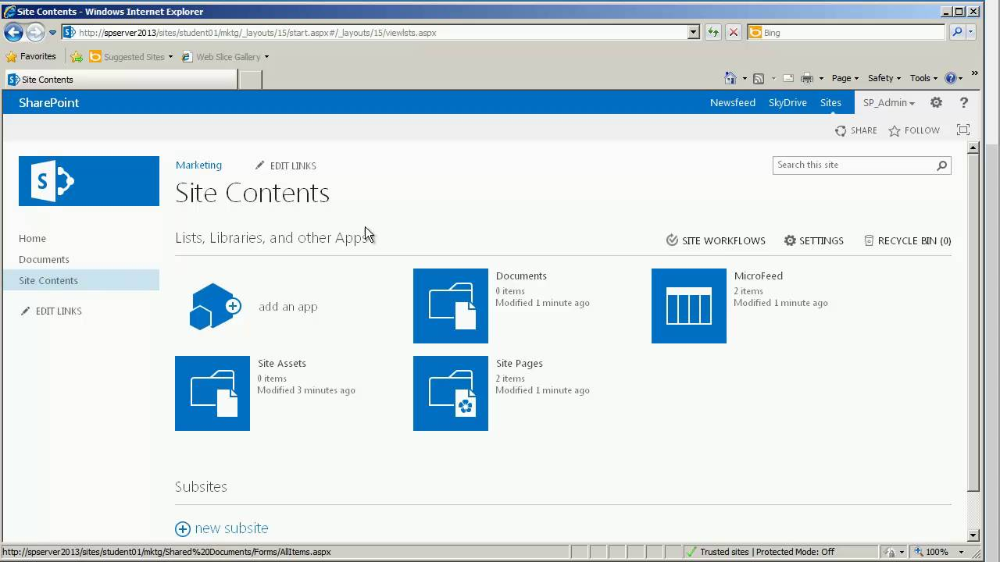 Site Contents - Windows Internet Explorer
http://spserver2013/sites/student01/mktg/_layouts/15/start.aspx#/_layouts/15/viewlsts.aspx
Bing
Favorites
Suggested Sites
Web Slice Gallery
Site Contents
Page
Safety
Tools
SharePoint
Newsfeed
SkyDrive
Sites
SP_Admin
SHARE
FOLLOW
S
Marketing
EDIT LINKS
Search this site
Site Contents
Home
Documents
Site Contents
EDIT LINKS
Lists, Libraries, and other Apps
SITE WORKFLOWS
SETTINGS
RECYCLE BIN (0)
add an app
Documents
0 items
Modified 1 minute ago
MicroFeed
2 items
Modified 1 minute ago
Site Assets
0 items
Modified 3 minutes ago
Site Pages
2 items
Modified 1 minute ago
Subsites
new subsite
http://spserver2013/sites/student01/mktg/Shared%20Documents/Forms/AllItems.aspx
Trusted sites | Protected Mode: Off
100%